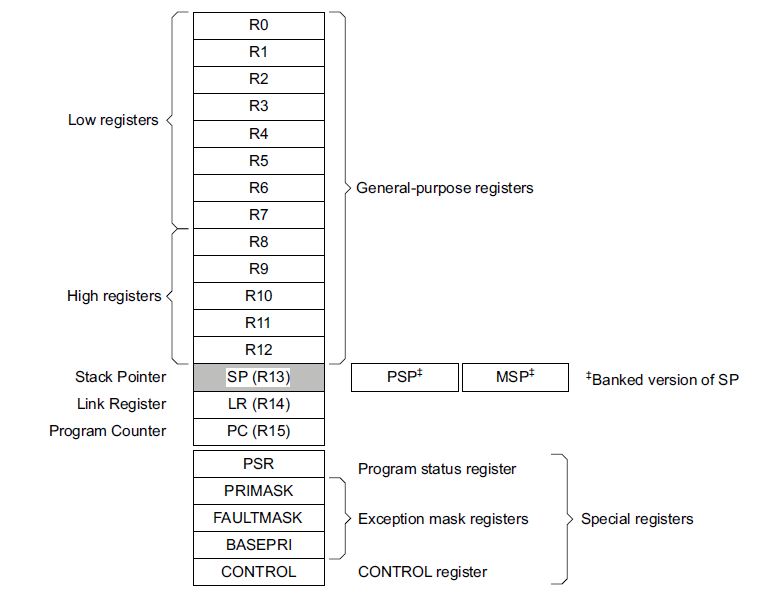 R0
R1
R2
R3
Low registers
R4
R5
R6
General-purpose registers
R7
R8
R9
High registers
R10
R11
R12
Stack Pointer SP (R13) PSP‡ MSP‡ ‡Banked version of SP
Link Register LR (R14)
Program Counter PC (R15)
PSR Program status register
PRIMASK
FAULTMASK Exception mask registers Special registers
BASEPRI
CONTROL CONTROL register